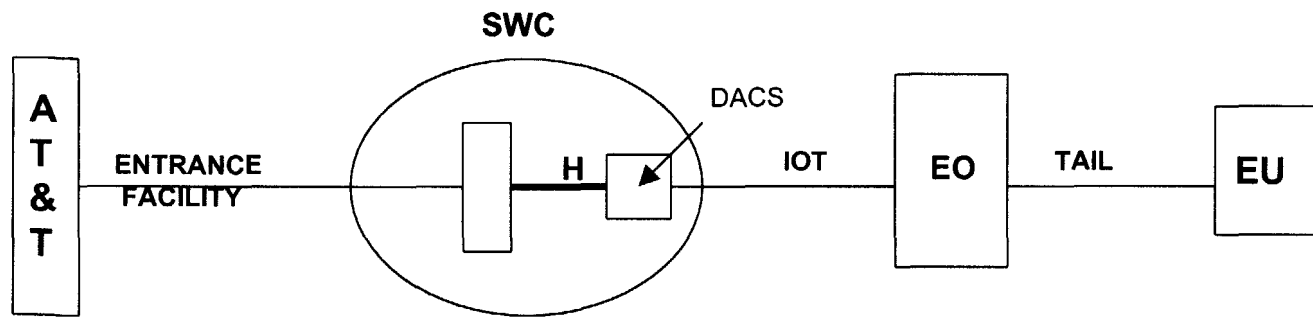 SWC
A
T
&
T
ENTRANCE
FACILITY
H
DACS
IOT
EO
TAIL
EU